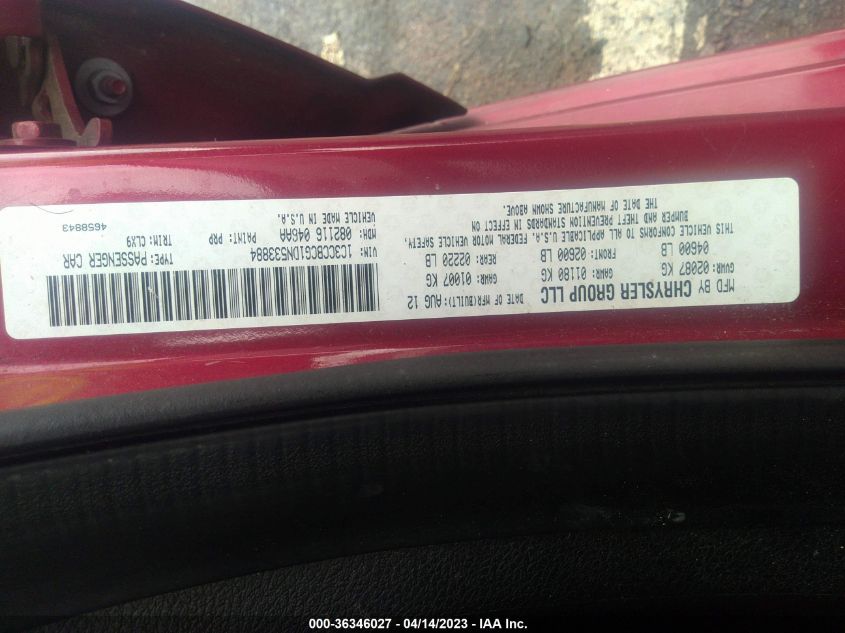 MFD BY CHRYSLER GROUP LLC DATE OF MFR(BUILT): AUG 12
GVWR: 02087 KG GAWR: 01180 KG GAWR: 01007 KG
04600 LB FRONT: 02600 LB REAR: 02220 LB
THIS VEHICLE CONFORMS TO ALL APPLICABLE U.S.A. FEDERAL MOTOR VEHICLE SAFETY,
BUMPER AND THEFT PREVENTION STANDARDS IN EFFECT ON
THE DATE OF MANUFACTURE SHOWN ABOVE.
VIN: 1C3CCBCG1DN533884 TYPE: PASSENGER CAR
MDH: 082116 046AA PAINT: PRP TRIM: CLX9
VEHICLE MADE IN U.S.A. 4658843
000-36346027 / 04/14/2023 - IAA Inc.